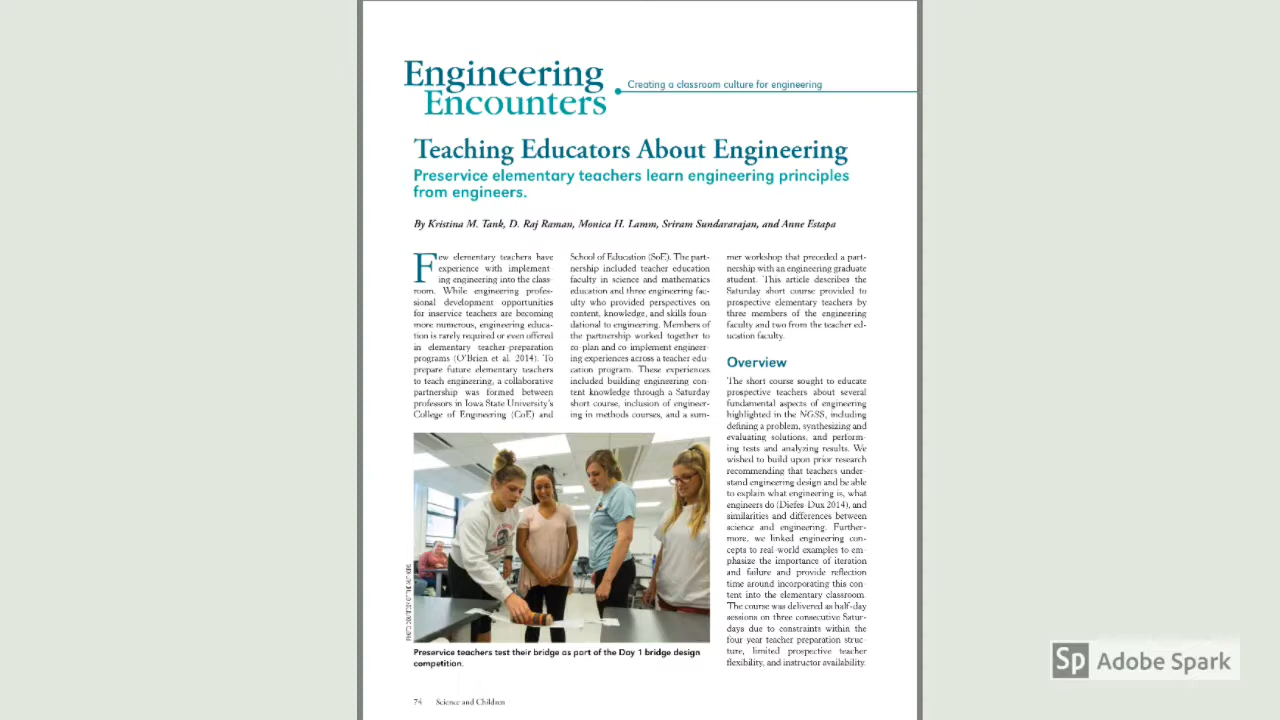 Engineering
Encounters
Creating a classroom culture for engineering
Teaching Educators About Engineering
Preservice elementary teachers learn engineering principles
from engineers.
By Kristina M. Tank, D. Raj Raman, Monica H. Lamm, Sriram Sundararajan, and Anne Estapa
Few elementary teachers have
experience with implement-
ing engineering into the class-
room. While engineering profes-
sional development opportunities
for inservice teachers are becoming
more numerous, engineering educa-
tion is rarely required or even offered
in elementary teacher-preparation
programs (O'Brien et al. 2014). To
prepare future elementary teachers
to teach engineering, a collaborative
partnership was formed between
professors in Iowa State University's
College of Engineering (CoE) and
School of Education (SoE). The part-
nership included teacher education
faculty in science and mathematics
education and three engineering fac-
ulty who provided perspectives on
content, knowledge, and skills foun-
dational to engineering. Members of
the partnership worked together to
co-plan and co-implement engineer-
ing experiences across a teacher edu-
cation program. These experiences
included building engineering con-
tent knowledge through a Saturday
short course, inclusion of engineer-
ing in methods courses, and a sum-
mer workshop that preceded a part-
nership with an engineering graduate
student. This article describes the
Saturday short course provided to
prospective elementary teachers by
three members of the engineering
faculty and two from the teacher ed-
ucation faculty.
Overview
The short course sought to educate
prospective teachers about several
fundamental aspects of engineering
highlighted in the NGSS, including
defining a problem, synthesizing and
evaluating solutions, and perform-
ing tests and analyzing results. We
wished to build upon prior research
recommending that teachers under-
stand engineering design and be able
to explain what engineering is, what
engineers do (Diefes-Dux 2014), and
similarities and differences between
science and engineering. Further-
more, we linked engineering con-
cepts to real-world examples to em-
phasize the importance of iteration
and failure and provide reflection
time around incorporating this con-
tent into the elementary classroom.
The course was delivered as half-day
sessions on three consecutive Satur-
days due to constraints within the
four year teacher preparation struc-
ture, limited prospective teacher
flexibility, and instructor availability.
PHOTO COURTESY OF THE AUTHORS
Preservice teachers test their bridge as part of the Day 1 bridge design
competition.
74 Science and Children
Sp Adobe Spark